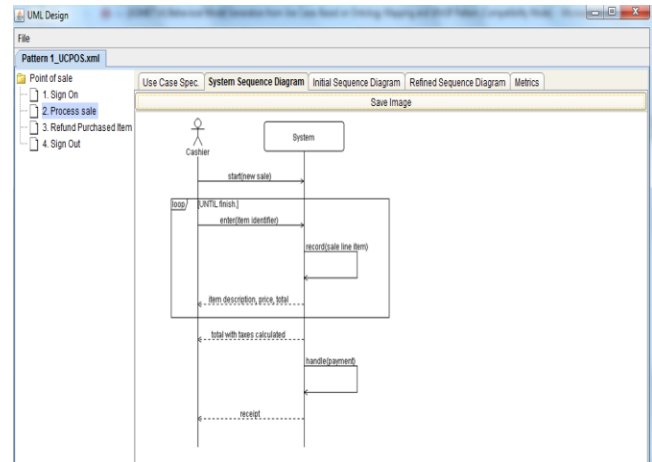 UML Design
File
Pattern 1_UCPOS.xml
Point of sale
1. Sign On
2. Process sale
3. Refund Purchased Item
4. Sign Out
Use Case Spec. System Sequence Diagram Initial Sequence Diagram Refined Sequence Diagram Metrics
Save Image
Cashier
System
start(new sale)
loop [UNTIL finish.]
enter(item identifier)
record(sale line item)
item description, price, total
total with taxes calculated
handle(payment)
receipt